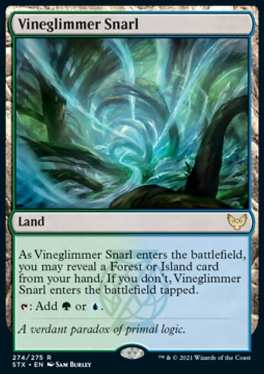 Vineglimmer Snarl
Land
As Vineglimmer Snarl enters the battlefield,
you may reveal a Forest or Island card
from your hand. If you don't, Vineglimmer
Snarl enters the battlefield tapped.
: Add or .
A verdant paradox of primal logic.
274/275 R
STX • EN SAM BURLEY
™ & © 2021 Wizards of the Coast